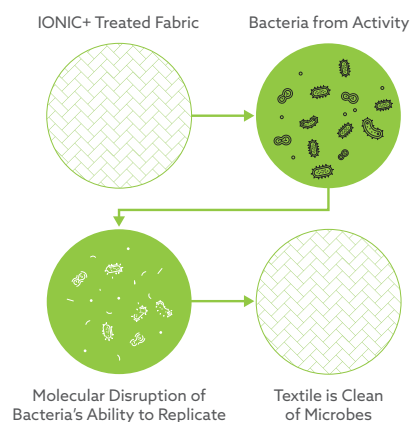 IONIC+ Treated Fabric
Bacteria from Activity
Molecular Disruption of
Bacteria's Ability to Replicate
Textile is Clean
of Microbes